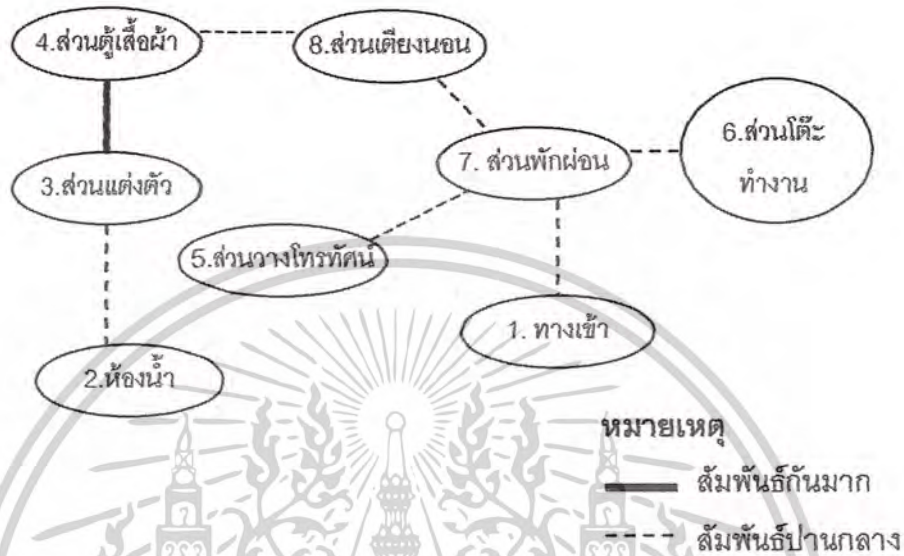 4.ส่วนตู้เสื้อผ้า
8.ส่วนเตียงนอน
6.ส่วนโต๊ะ
ทำงาน
7. ส่วนพักผ่อน
3.ส่วนแต่งตัว
5.ส่วนวางโทรทัศน์
1. ทางเข้า
2.ห้องน้ำ
หมายเหตุ
สัมพันธ์กันมาก
สัมพันธ์ปานกลาง